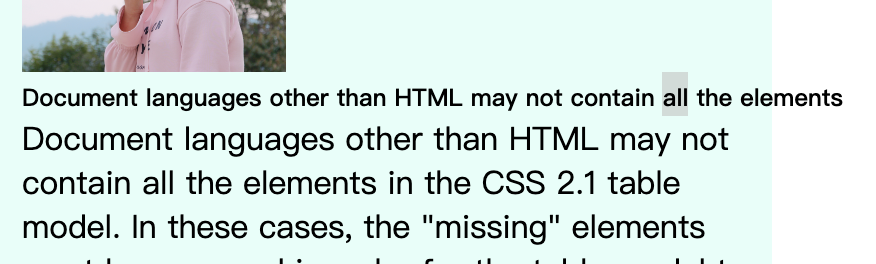 Document languages other than HTML may not contain all the elements
Document languages other than HTML may not
contain all the elements in the CSS 2.1 table
model. In these cases, the "missing" elements